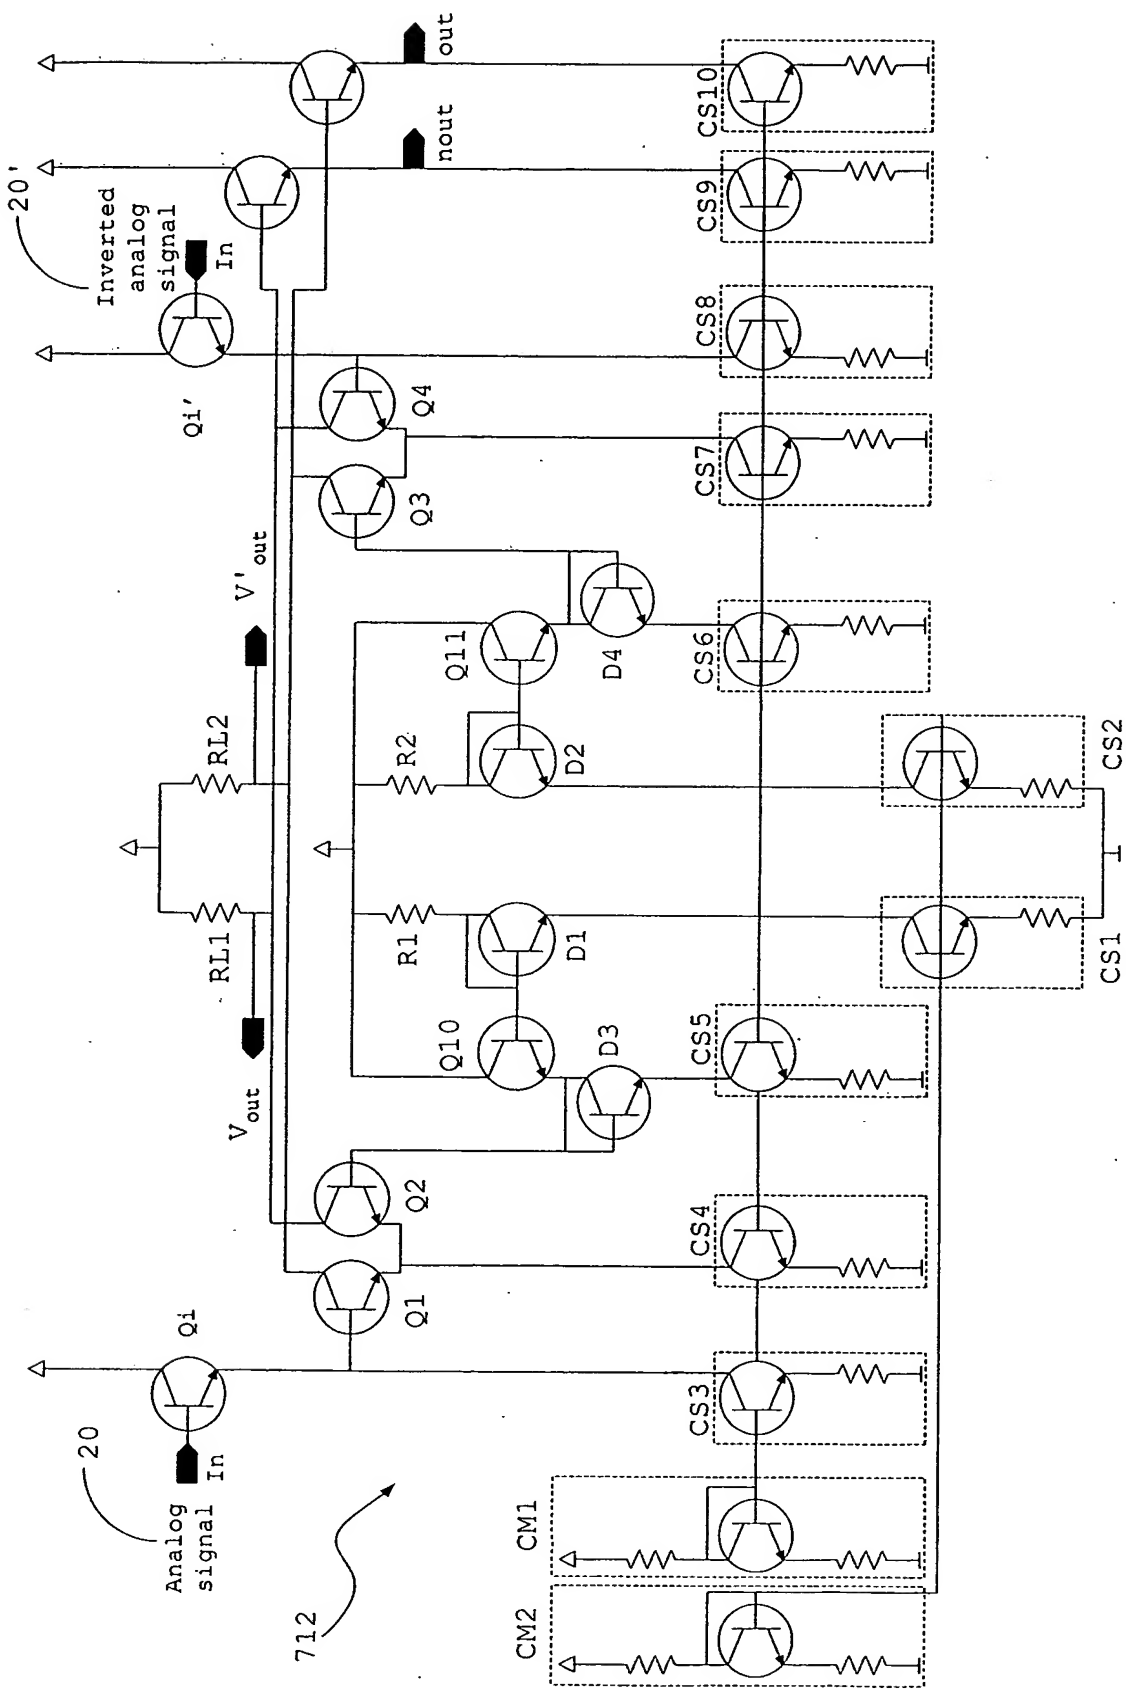 20
Analog
signal
In
Qi
Q1
Q2
Vout
RL1
RL2
V'out
Q10
D3
R1
D1
R2
D2
Q11
D4
Q3
Q4
Qi'
In
Inverted
analog
signal
20'
nout
out
712
CM2
CM1
CS3
CS4
CS5
CS6
CS7
CS8
CS9
CS10
CS1
CS2